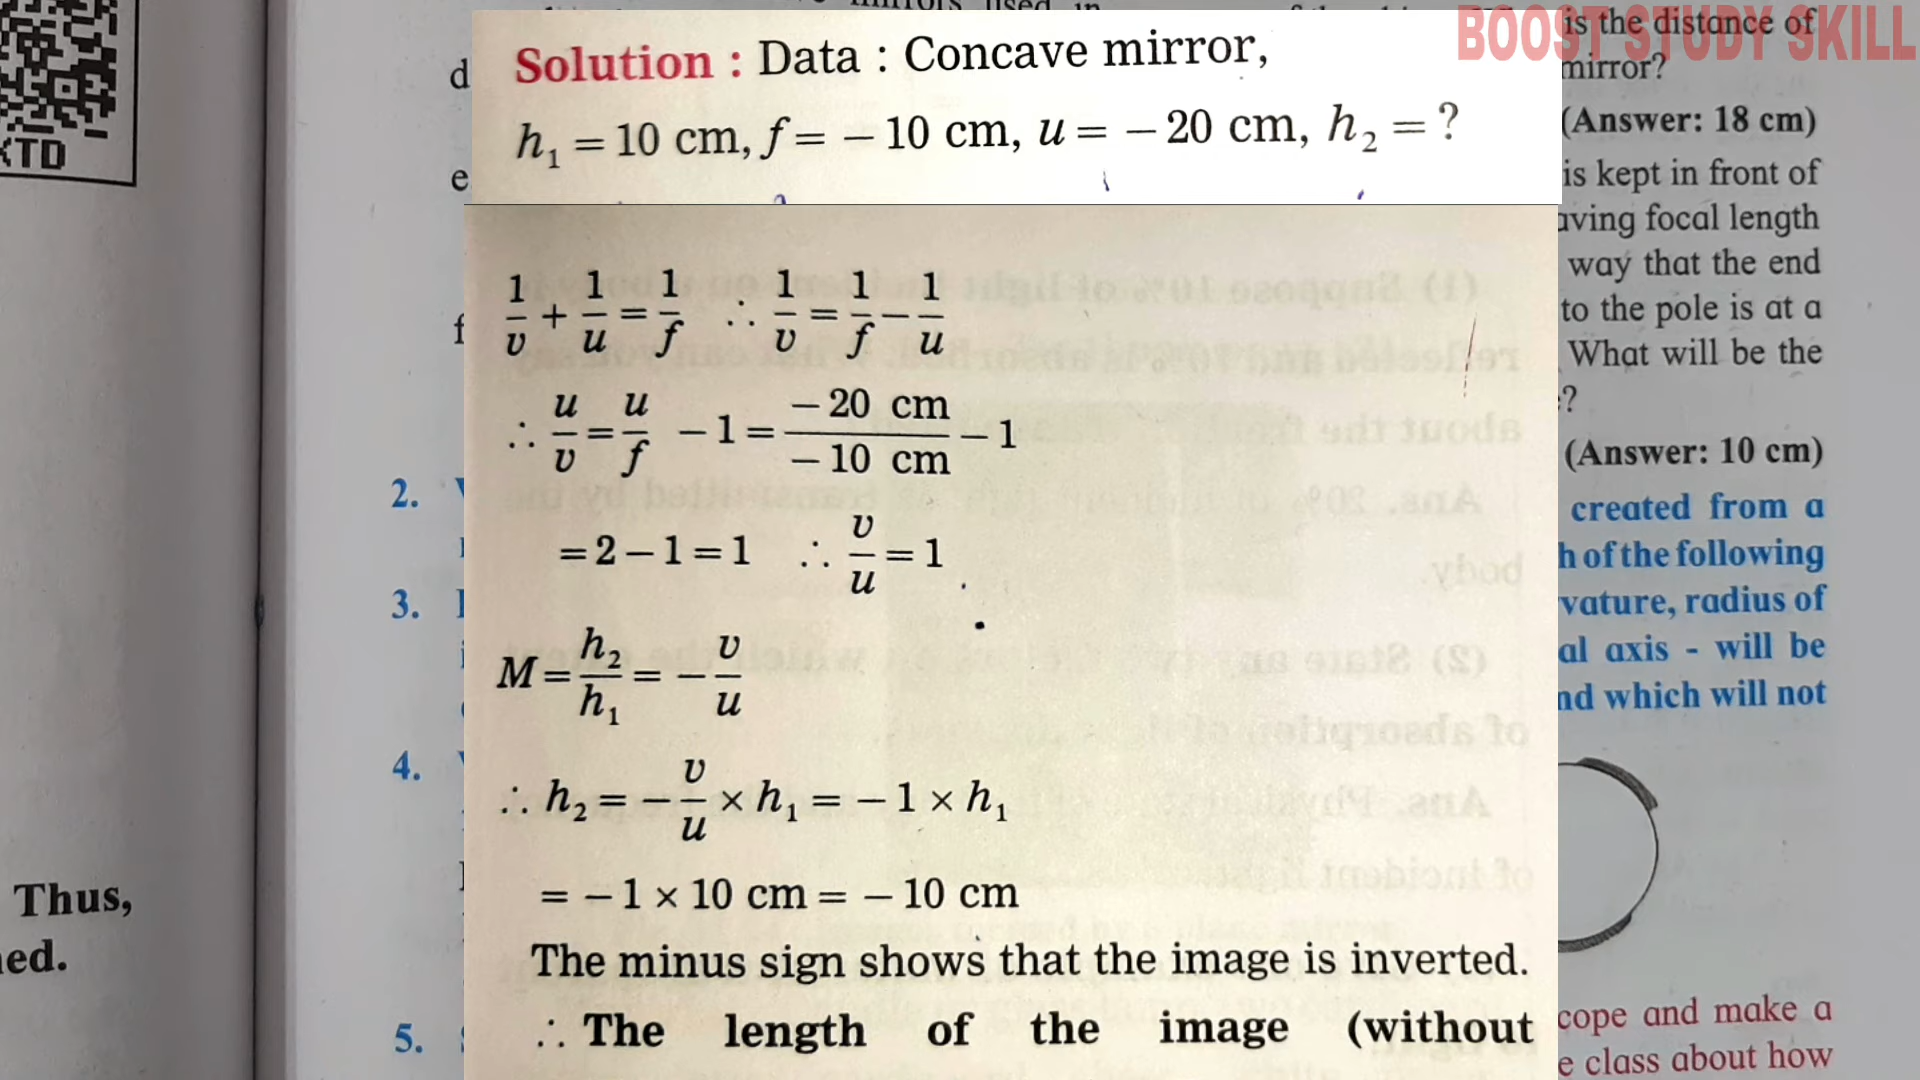 KTD
Thus,
ned.
d
e
f
2.
3.
4.
5.
Solution : Data : Concave mirror,
h₁ = 10 cm, f = − 10 cm, u = − 20 cm, h₂ = ?
1/v + 1/u = 1/f ∴ 1/v = 1/f − 1/u
∴ u/v = u/f − 1 = − 20 cm / − 10 cm − 1
= 2 − 1 = 1 ∴ v/u = 1
M = h₂/h₁ = − v/u
∴ h₂ = − v/u × h₁ = − 1 × h₁
= − 1 × 10 cm = − 10 cm
The minus sign shows that the image is inverted.
∴ The length of the image (without
BOOST STUDY SKILL
is the distance of
mirror?
(Answer: 18 cm)
is kept in front of
aving focal length
way that the end
to the pole is at a
What will be the
?
(Answer: 10 cm)
created from a
h of the following
vature, radius of
al axis - will be
nd which will not
cope and make a
e class about how